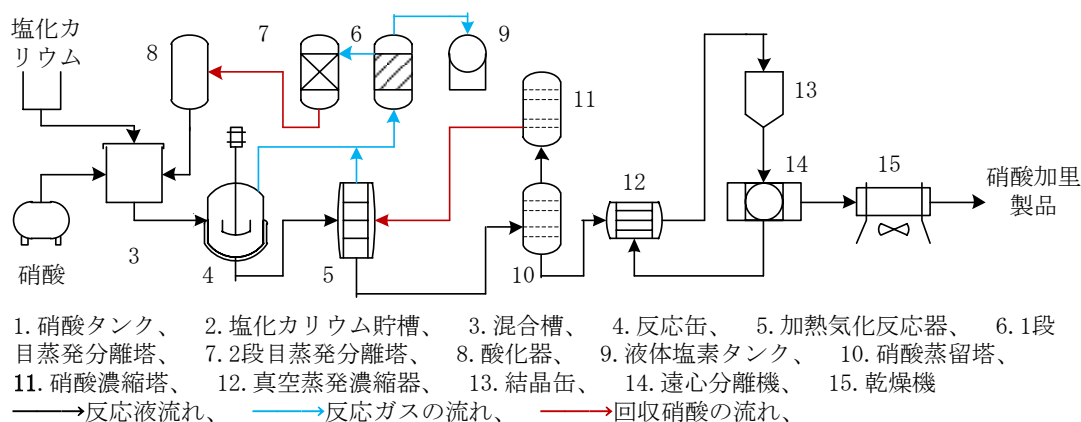 塩化カ
リウム
8
7
6
9
11
13
硝酸
3
4
5
10
12
14
15
硝酸加里
製品
1.硝酸タンク、 2.塩化カリウム貯槽、 3.混合槽、 4.反応缶、 5.加熱気化反応器、 6.1段
目蒸発分離塔、 7.2段目蒸発分離塔、 8.酸化器、 9.液体塩素タンク、 10.硝酸蒸留塔、
11.硝酸濃縮塔、 12.真空蒸発濃縮器、 13.結晶缶、 14.遠心分離機、 15.乾燥機
反応液流れ、 反応ガスの流れ、 回収硝酸の流れ、